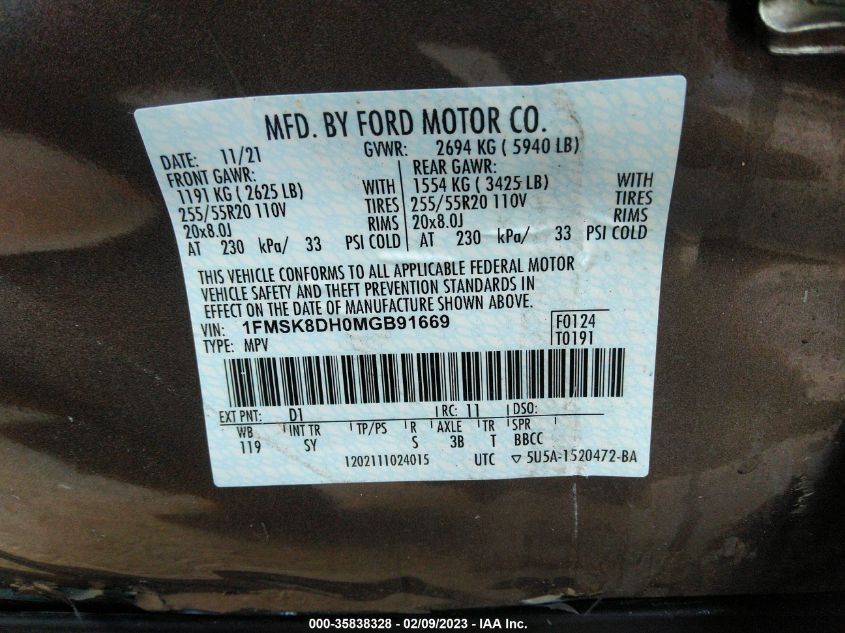 MFD. BY FORD MOTOR CO.
DATE: 11/21 GVWR: 2694 KG ( 5940 LB)
FRONT GAWR: REAR GAWR:
1191 KG ( 2625 LB) WITH 1554 KG ( 3425 LB) WITH
255/55R20 110V TIRES 255/55R20 110V TIRES
20x8.0J RIMS 20x8.0J RIMS
AT 230 kPa/ 33 PSI COLD AT 230 kPa/ 33 PSI COLD
THIS VEHICLE CONFORMS TO ALL APPLICABLE FEDERAL MOTOR
VEHICLE SAFETY AND THEFT PREVENTION STANDARDS IN
EFFECT ON THE DATE OF MANUFACTURE SHOWN ABOVE.
VIN: 1FMSK8DH0MGB91669 F0124
TYPE: MPV T0191
EXT PNT: D1 RC: 11 DSO:
WB INT TR TP/PS R AXLE TR SPR
119 SY S 3B T BBCC
1202111024015 UTC ▽ 5U5A-1520472-BA
000-35838328 - 02/09/2023 - IAA Inc.